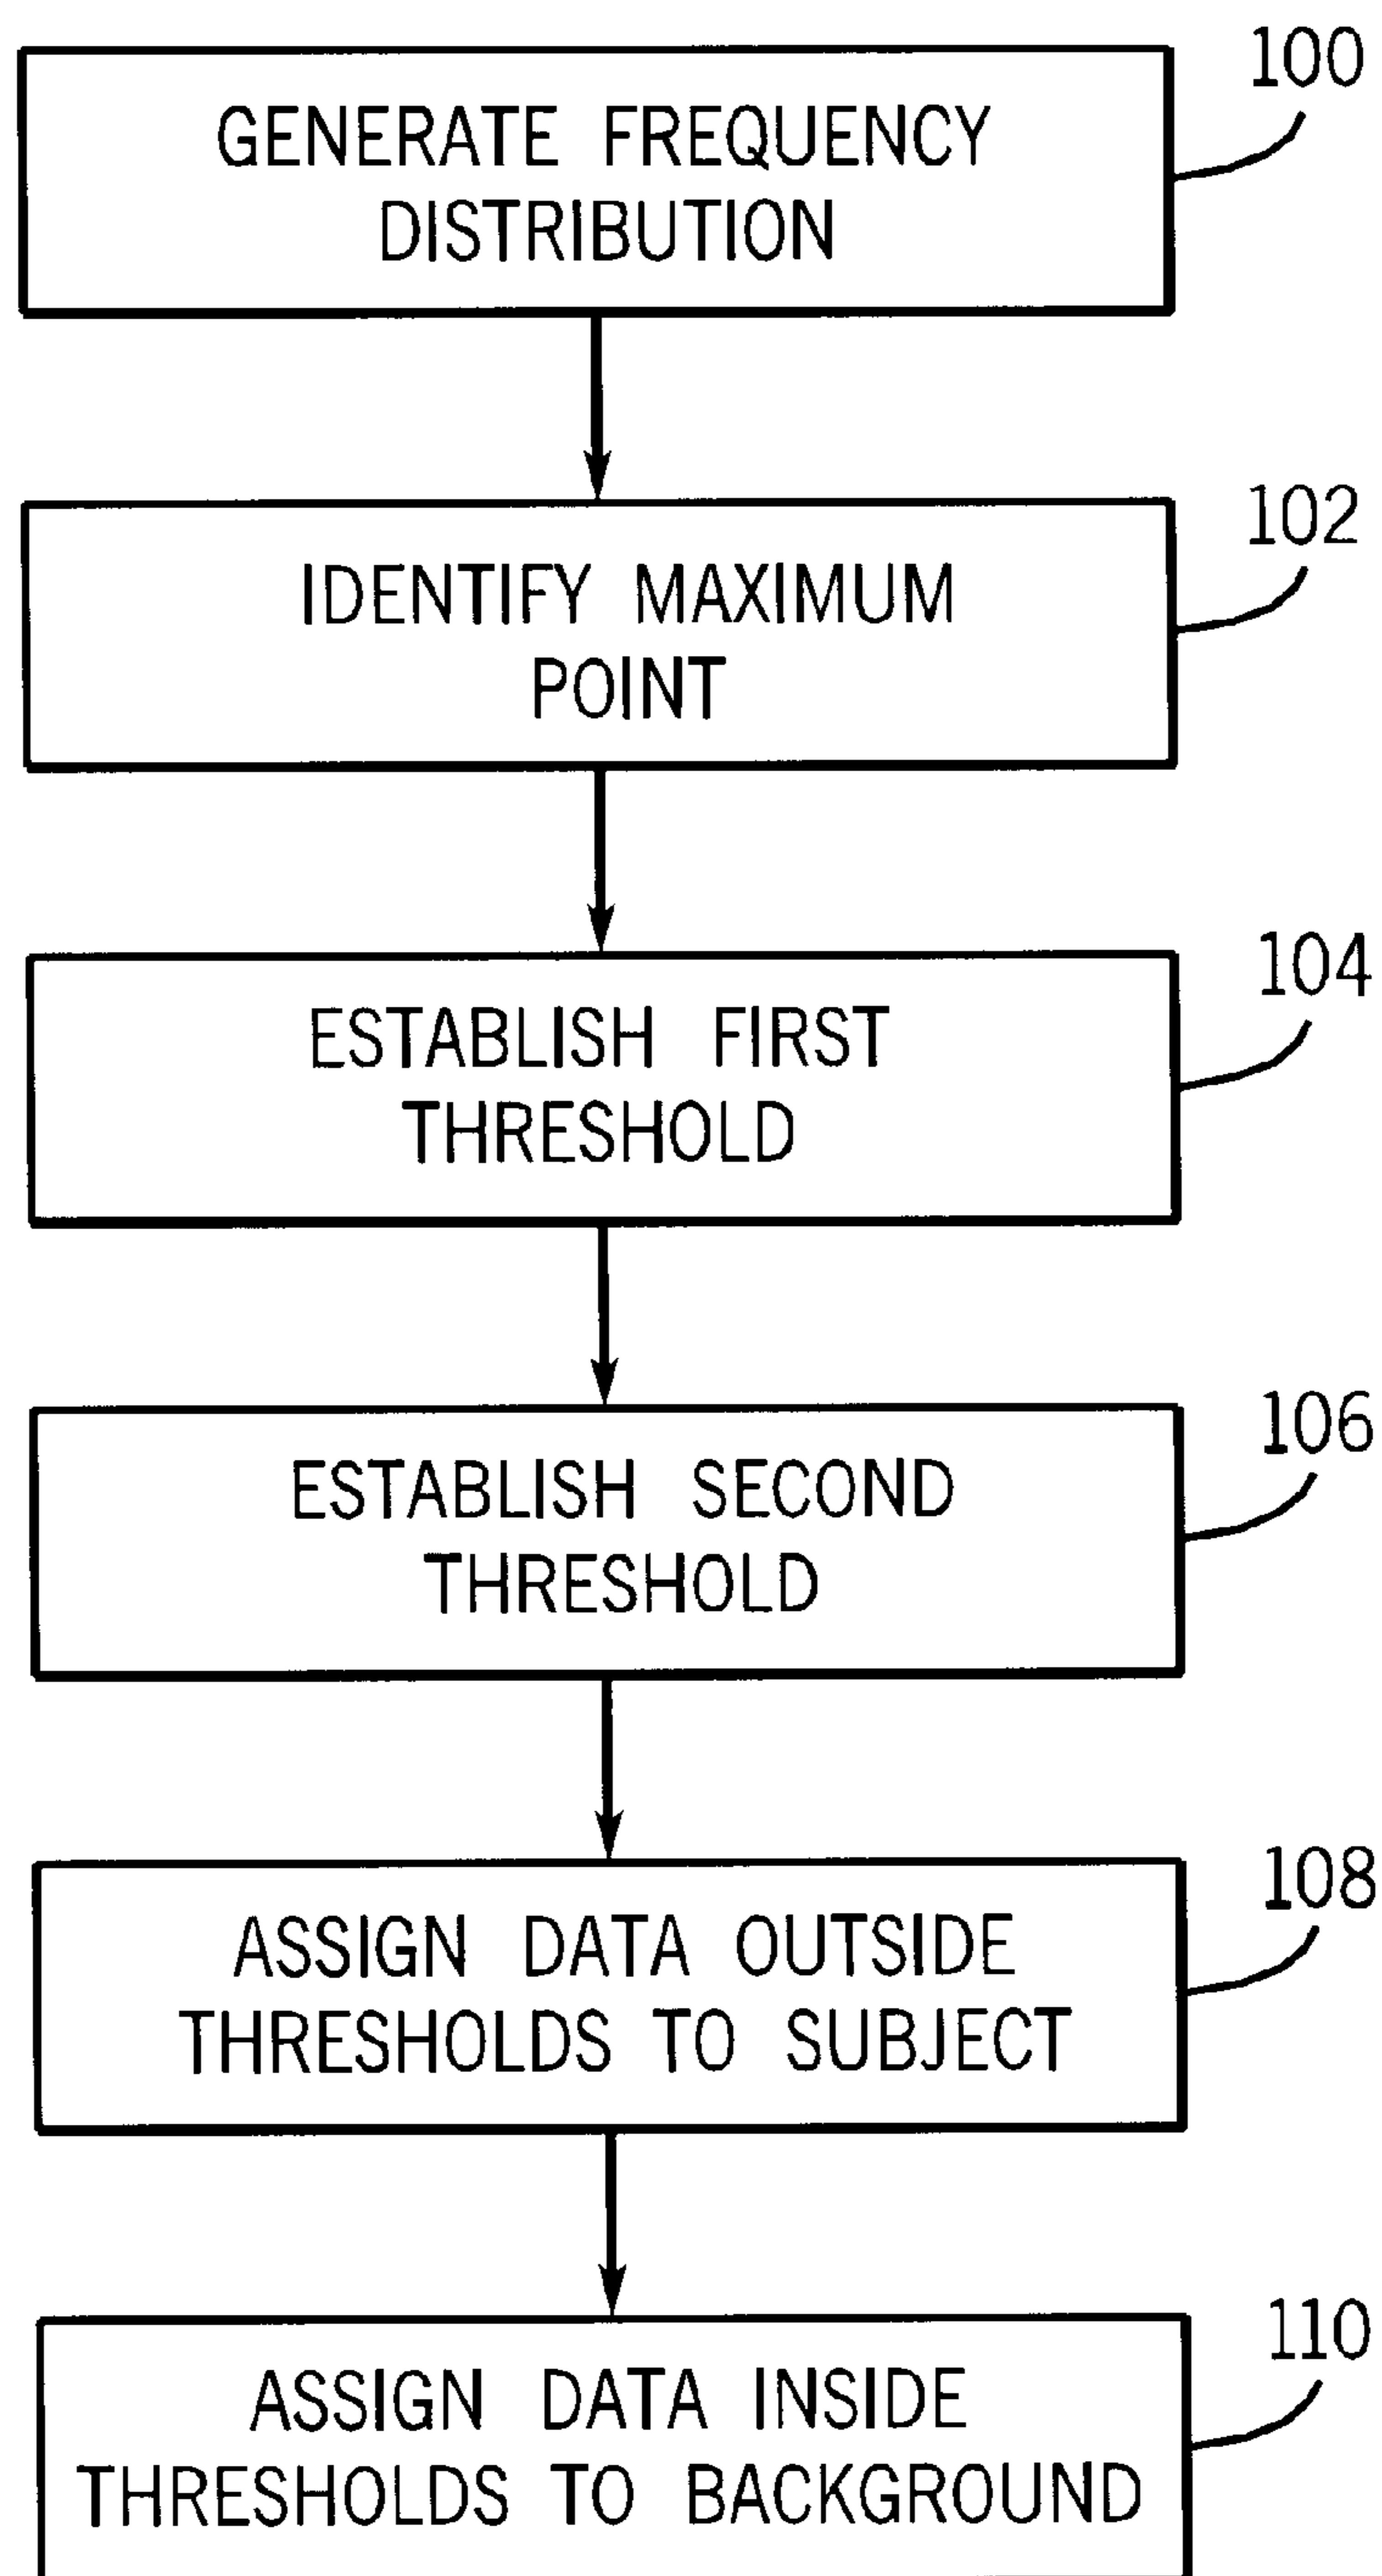 100
GENERATE FREQUENCY
DISTRIBUTION
102
IDENTIFY MAXIMUM
POINT
104
ESTABLISH FIRST
THRESHOLD
106
ESTABLISH SECOND
THRESHOLD
108
ASSIGN DATA OUTSIDE
THRESHOLDS TO SUBJECT
110
ASSIGN DATA INSIDE
THRESHOLDS TO BACKGROUND